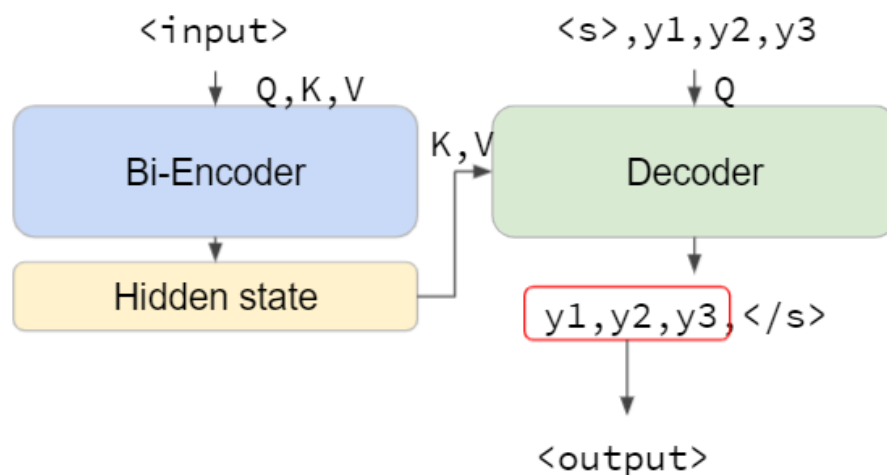 <input>
<s>,y1,y2,y3
Q,K,V
Q
K,V
Bi-Encoder
Decoder
Hidden state
y1,y2,y3,</s>
<output>